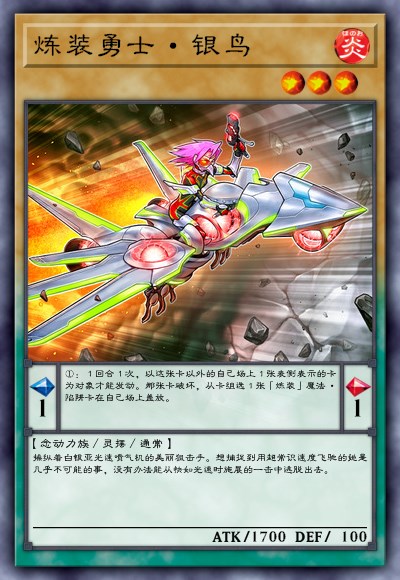 炼装勇士·银鸟
炎
①：1回合1次，以这张卡以外的自己场上1张表侧表示的卡
为对象才能发动。那张卡破坏，从卡组选1张「炼装」魔法·
陷阱卡在自己场上盖放。
1
1
【念动力族／灵摆／通常】
操纵着白银亚光速喷气机的美丽狙击手。想捕捉到用超常识速度飞驰的她是
几乎不可能的事，没有办法能从快如光速时施展的一击中逃脱出去。
ATK/1700 DEF/ 100